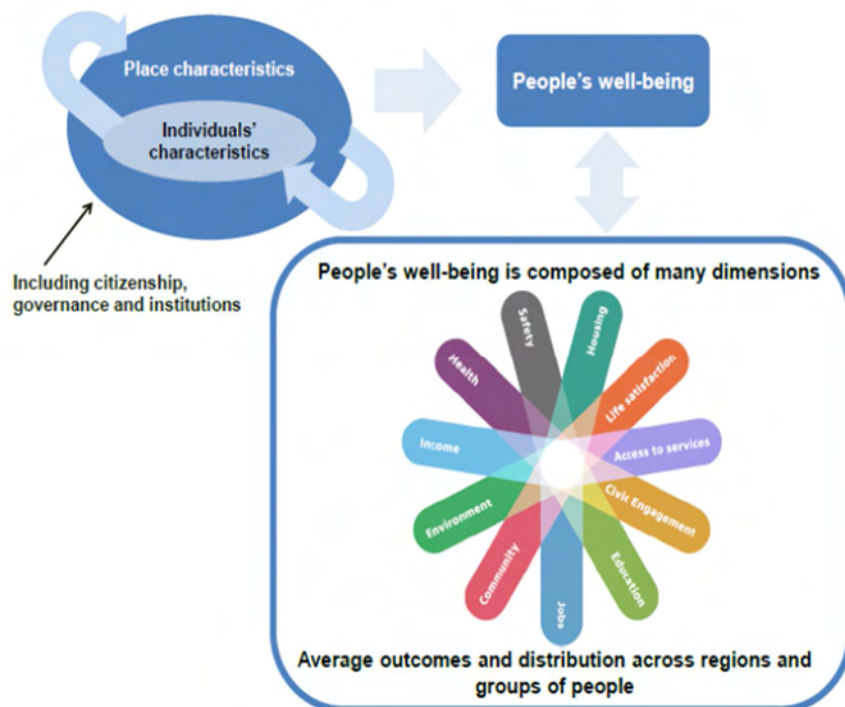 Place characteristics
Individuals'
characteristics
People's well-being
Including citizenship,
governance and institutions
People's well-being is composed of many dimensions
Safety
Housing
Health
Life satisfaction
Income
Access to services
Environment
Civic Engagement
Community
Education
Jobs
Average outcomes and distribution across regions and
groups of people